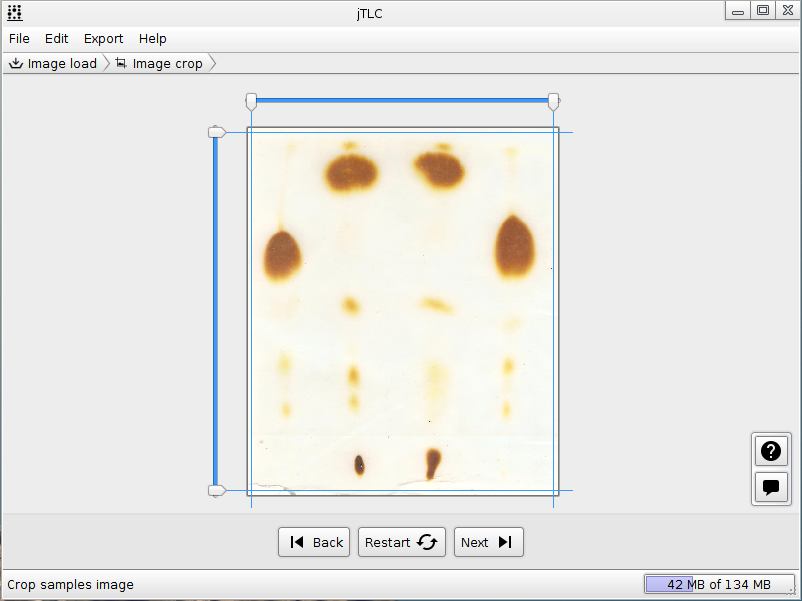 jTLC
File Edit Export Help
Image load Image crop
Back Restart Next
Crop samples image
42 MB of 134 MB